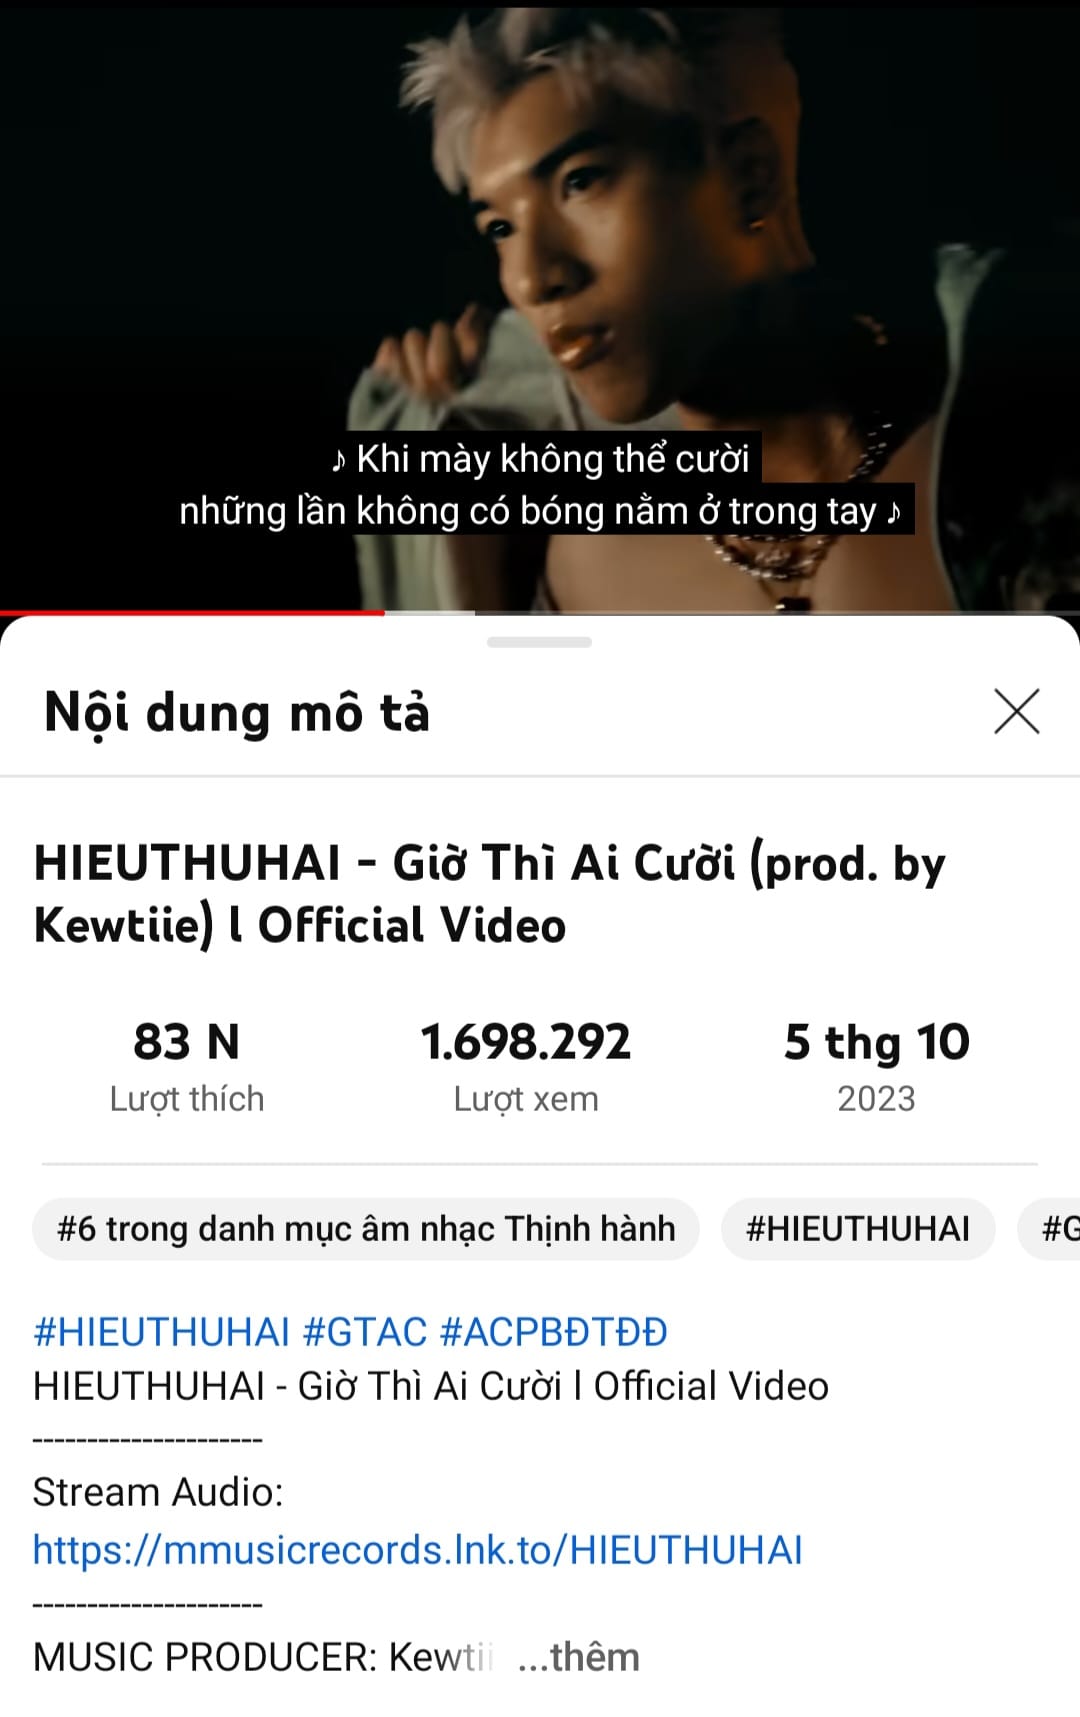 ♪ Khi mày không thể cười
những lần không có bóng nằm ở trong tay ♪
Nội dung mô tả
HIEUTHUHAI - Giờ Thì Ai Cười (prod. by
Kewtiie) l Official Video
83 N
Lượt thích
1.698.292
Lượt xem
5 thg 10
2023
#6 trong danh mục âm nhạc Thịnh hành
#HIEUTHUHAI
#G
#HIEUTHUHAI #GTAC #ACPBĐTĐĐ
HIEUTHUHAI - Giờ Thì Ai Cười l Official Video
---------------------
Stream Audio:
https://mmusicrecords.lnk.to/HIEUTHUHAI
---------------------
MUSIC PRODUCER: Kewtii ...thêm